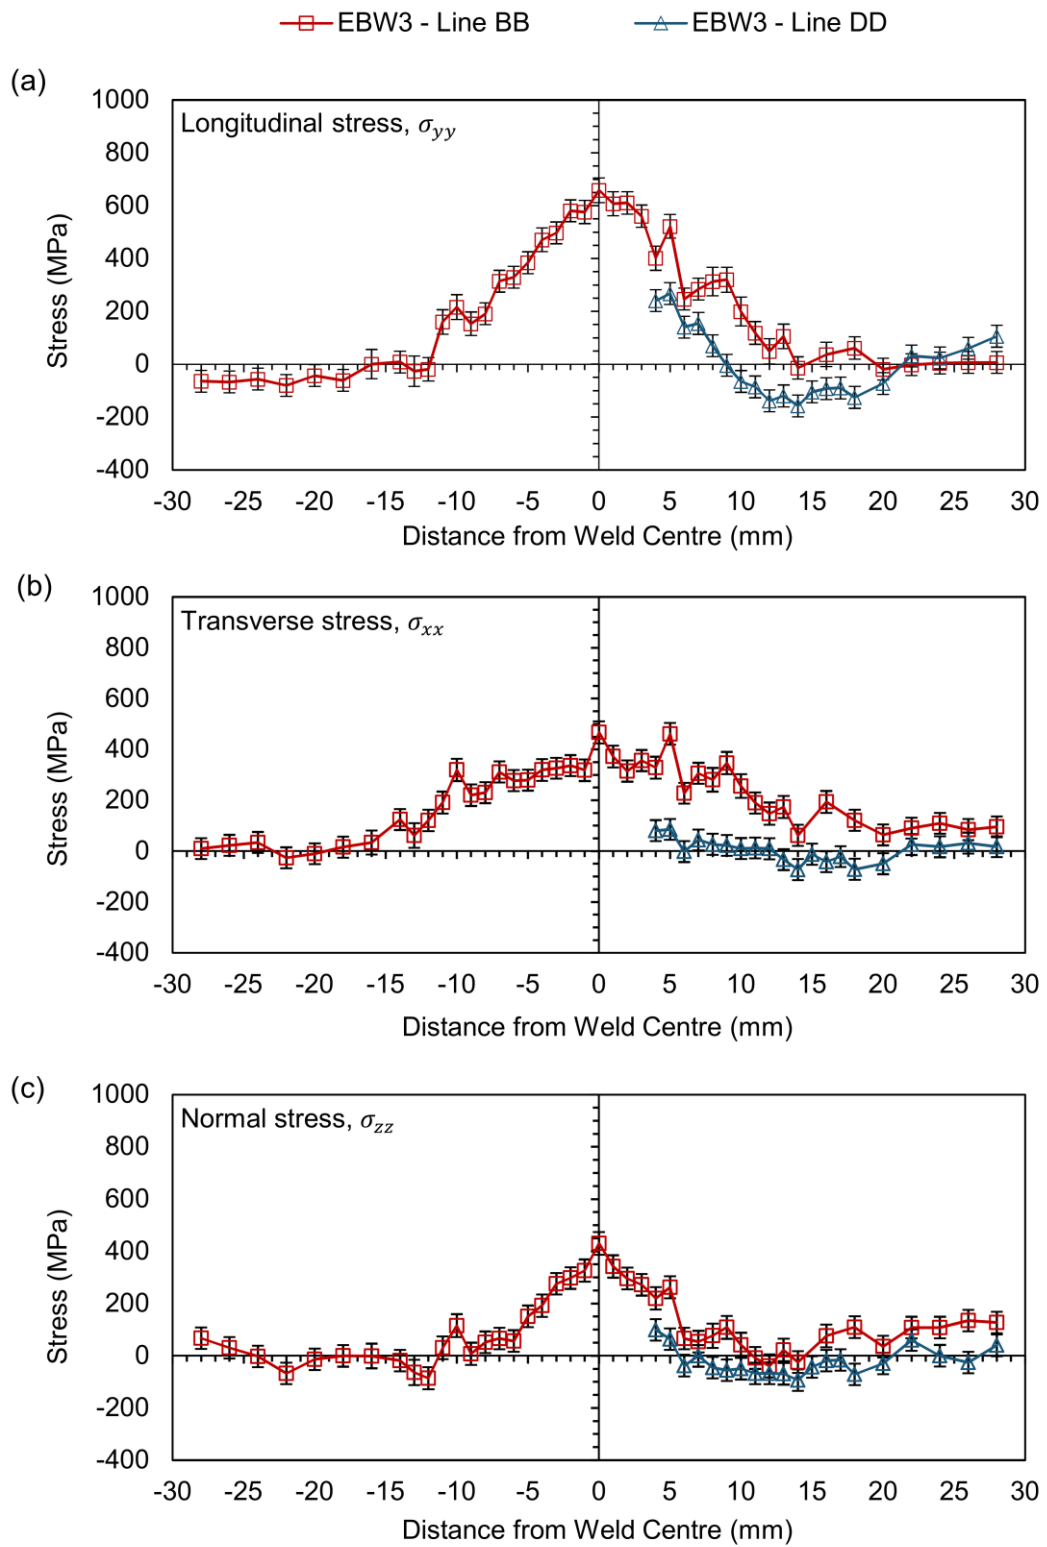 EBW3 - Line BB EBW3 - Line DD
(a)
1000
Longitudinal stress, σyy
800
600
400
200
0
-200
-400
Stress (MPa)
-30 -25 -20 -15 -10 -5 0 5 10 15 20 25 30
Distance from Weld Centre (mm)
(b)
1000
Transverse stress, σxx
800
600
400
200
0
-200
-400
Stress (MPa)
-30 -25 -20 -15 -10 -5 0 5 10 15 20 25 30
Distance from Weld Centre (mm)
(c)
1000
Normal stress, σzz
800
600
400
200
0
-200
-400
Stress (MPa)
-30 -25 -20 -15 -10 -5 0 5 10 15 20 25 30
Distance from Weld Centre (mm)